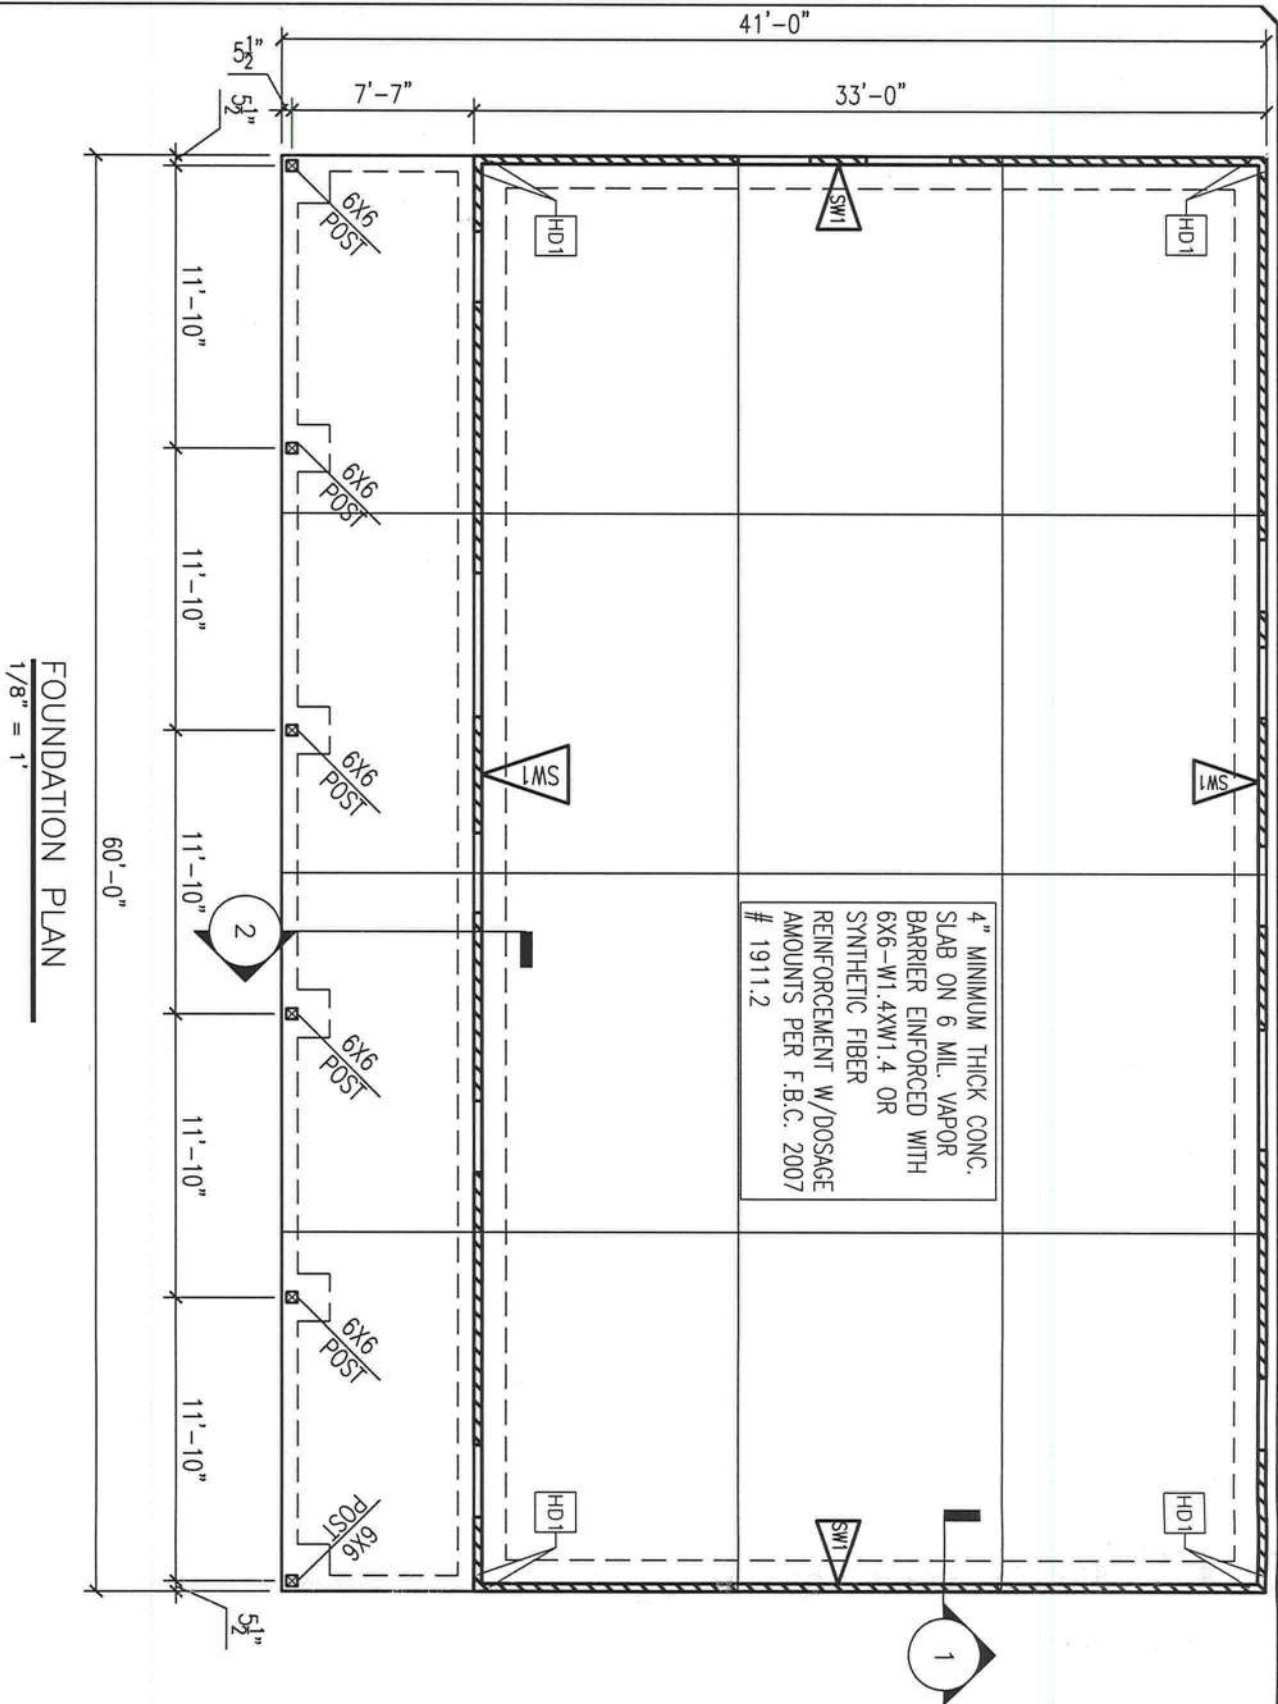 41'-0"
33'-0"
7'-7"
5½"
5½"
HD1
HD1
HD1
HD1
SW1
SW1
SW1
SW1
4" MINIMUM THICK CONC.
SLAB ON 6 MIL. VAPOR
BARRIER EINFORCED WITH
6X6-W1.4XW1.4 OR
SYNTHETIC FIBER
REINFORCEMENT W/DOSAGE
AMOUNTS PER F.B.C. 2007
# 1911.2
1
2
6X6
POST
6X6
POST
6X6
POST
6X6
POST
6X6
POST
6X6
POST
11'-10"
11'-10"
11'-10"
11'-10"
11'-10"
5½"
60'-0"
FOUNDATION PLAN
1/8" = 1'